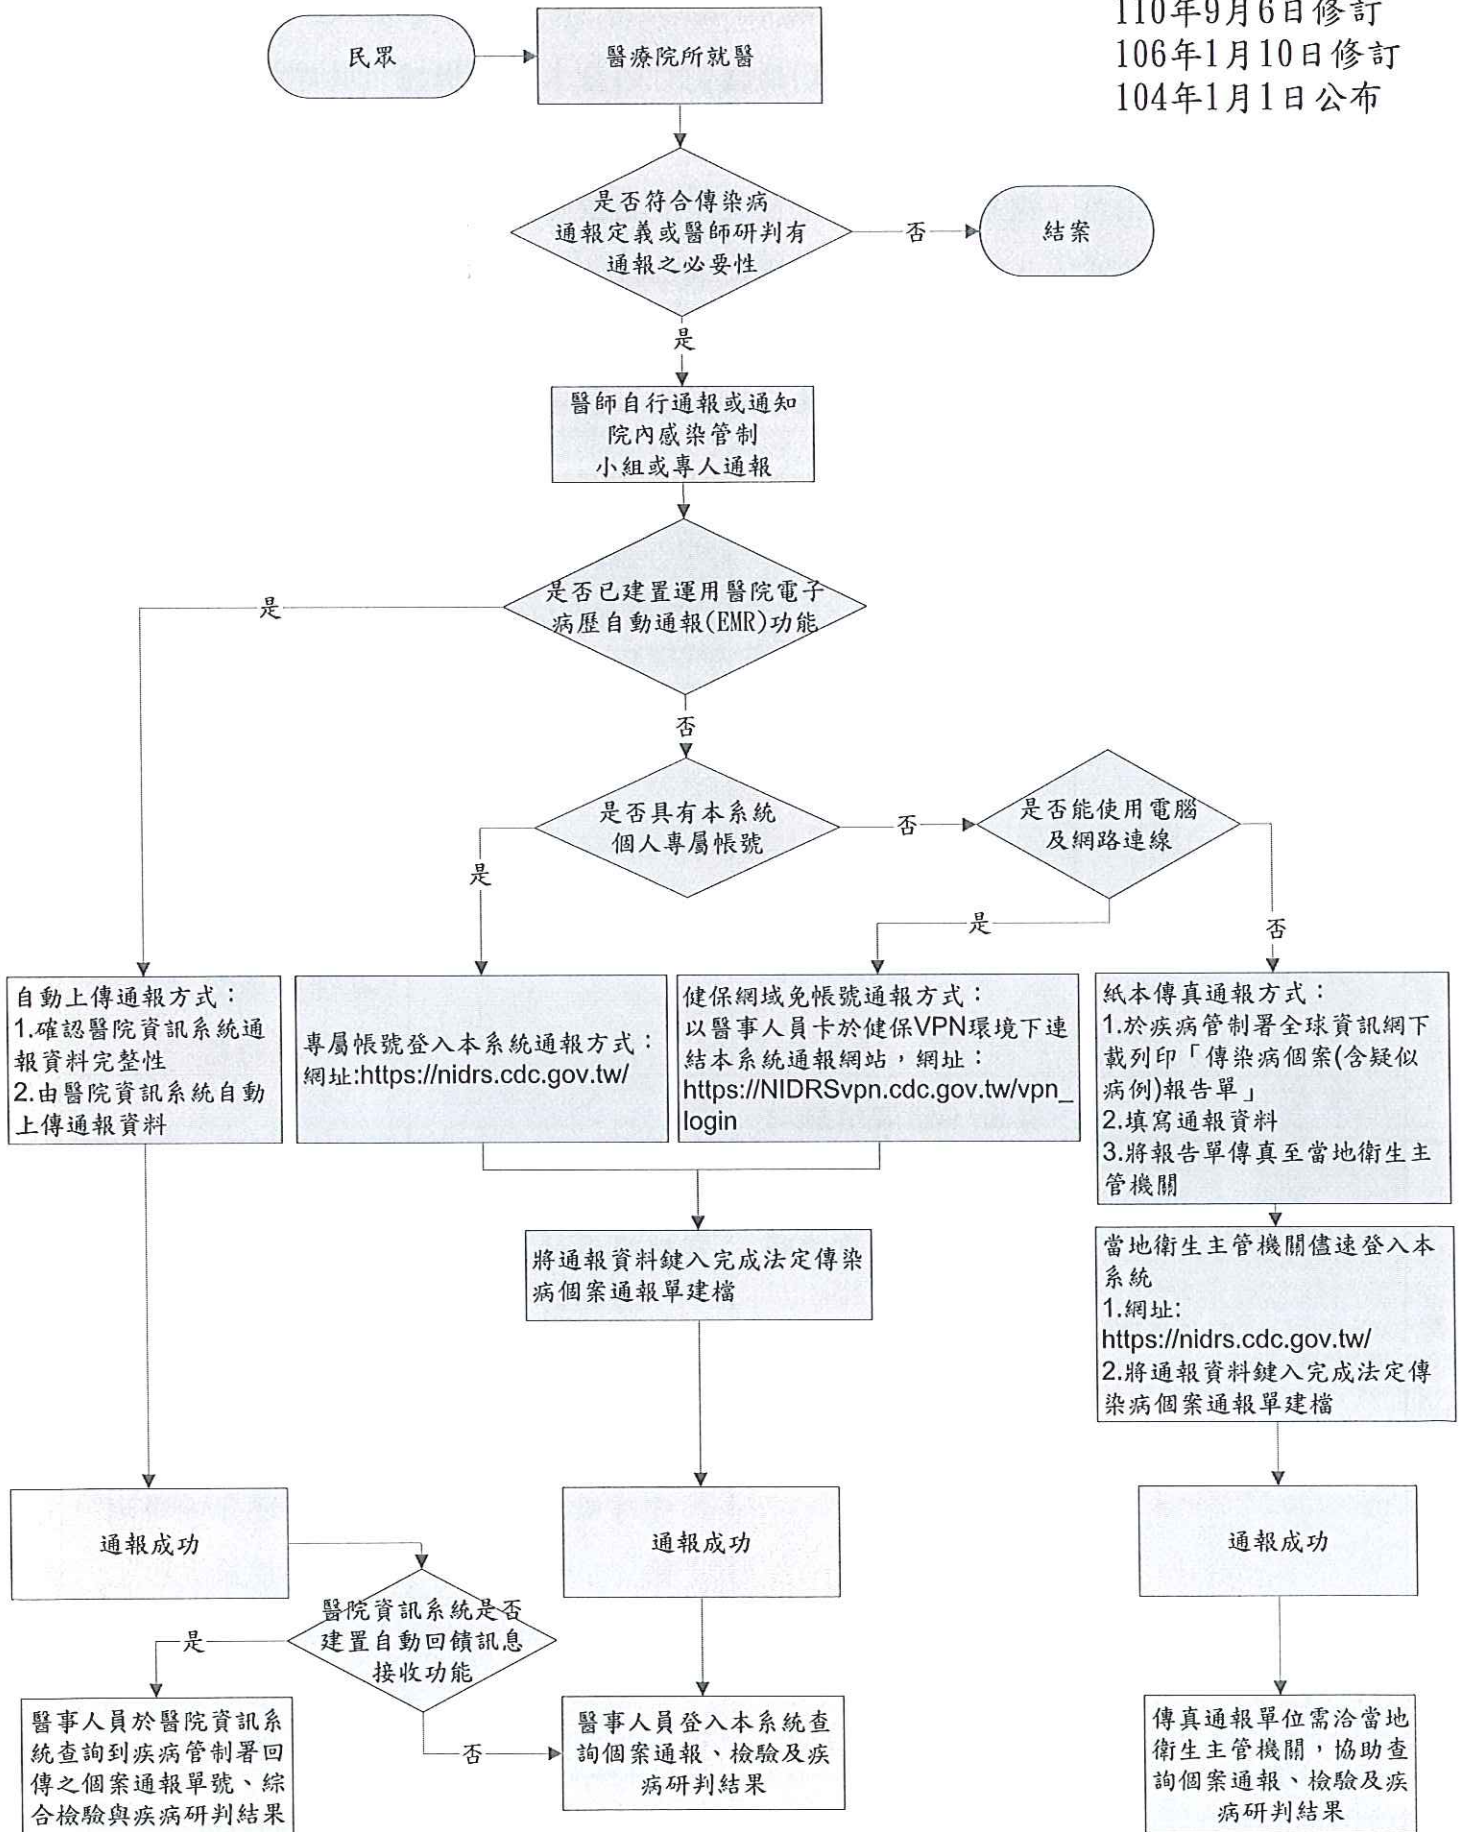 110年9月6日修訂
106年1月10日修訂
104年1月1日公布
民眾
醫療院所就醫
是否符合傳染病
通報定義或醫師研判有
通報之必要性
否
結案
是
醫師自行通報或通知
院內感染管制
小組或專人通報
是否已建置運用醫院電子
病歷自動通報(EMR)功能
是
否
是否具有本系統
個人專屬帳號
否
是否能使用電腦
及網路連線
是
是
否
自動上傳通報方式：
1.確認醫院資訊系統通
報資料完整性
2.由醫院資訊系統自動
上傳通報資料
專屬帳號登入本系統通報方式：
網址:https://nidrs.cdc.gov.tw/
健保網域免帳號通報方式：
以醫事人員卡於健保VPN環境下連
結本系統通報網站，網址：
https://NIDRSvpn.cdc.gov.tw/vpn_
login
紙本傳真通報方式：
1.於疾病管制署全球資訊網下
載列印「傳染病個案(含疑似
病例)報告單」
2.填寫通報資料
3.將報告單傳真至當地衛生主
管機關
將通報資料鍵入完成法定傳染
病個案通報單建檔
當地衛生主管機關儘速登入本
系統
1.網址:
https://nidrs.cdc.gov.tw/
2.將通報資料鍵入完成法定傳
染病個案通報單建檔
通報成功
通報成功
通報成功
醫院資訊系統是否
建置自動回饋訊息
接收功能
是
否
醫事人員於醫院資訊系
統查詢到疾病管制署回
傳之個案通報單號、綜
合檢驗與疾病研判結果
醫事人員登入本系統查
詢個案通報、檢驗及疾
病研判結果
傳真通報單位需洽當地
衛生主管機關，協助查
詢個案通報、檢驗及疾
病研判結果